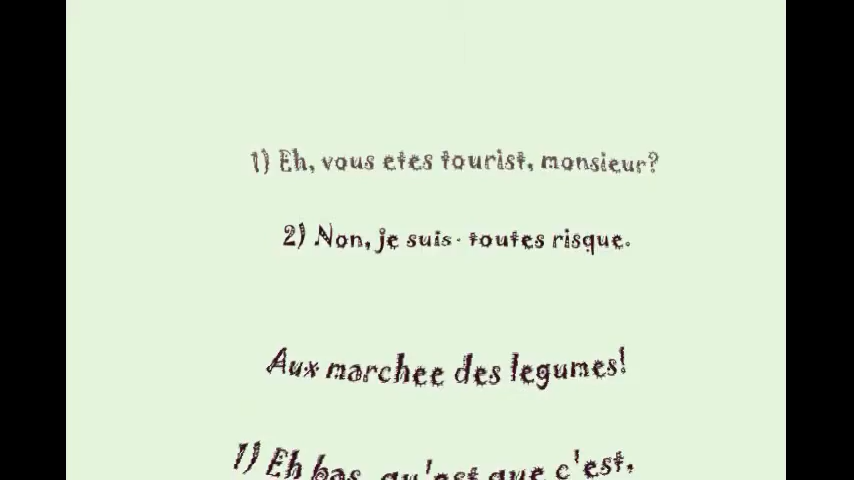 1) Eh, vous etes tourist, monsieur?
2) Non, je suis toutes risque.
Aux marchee des legumes!
1) Eh bas, qu'est que c'est,